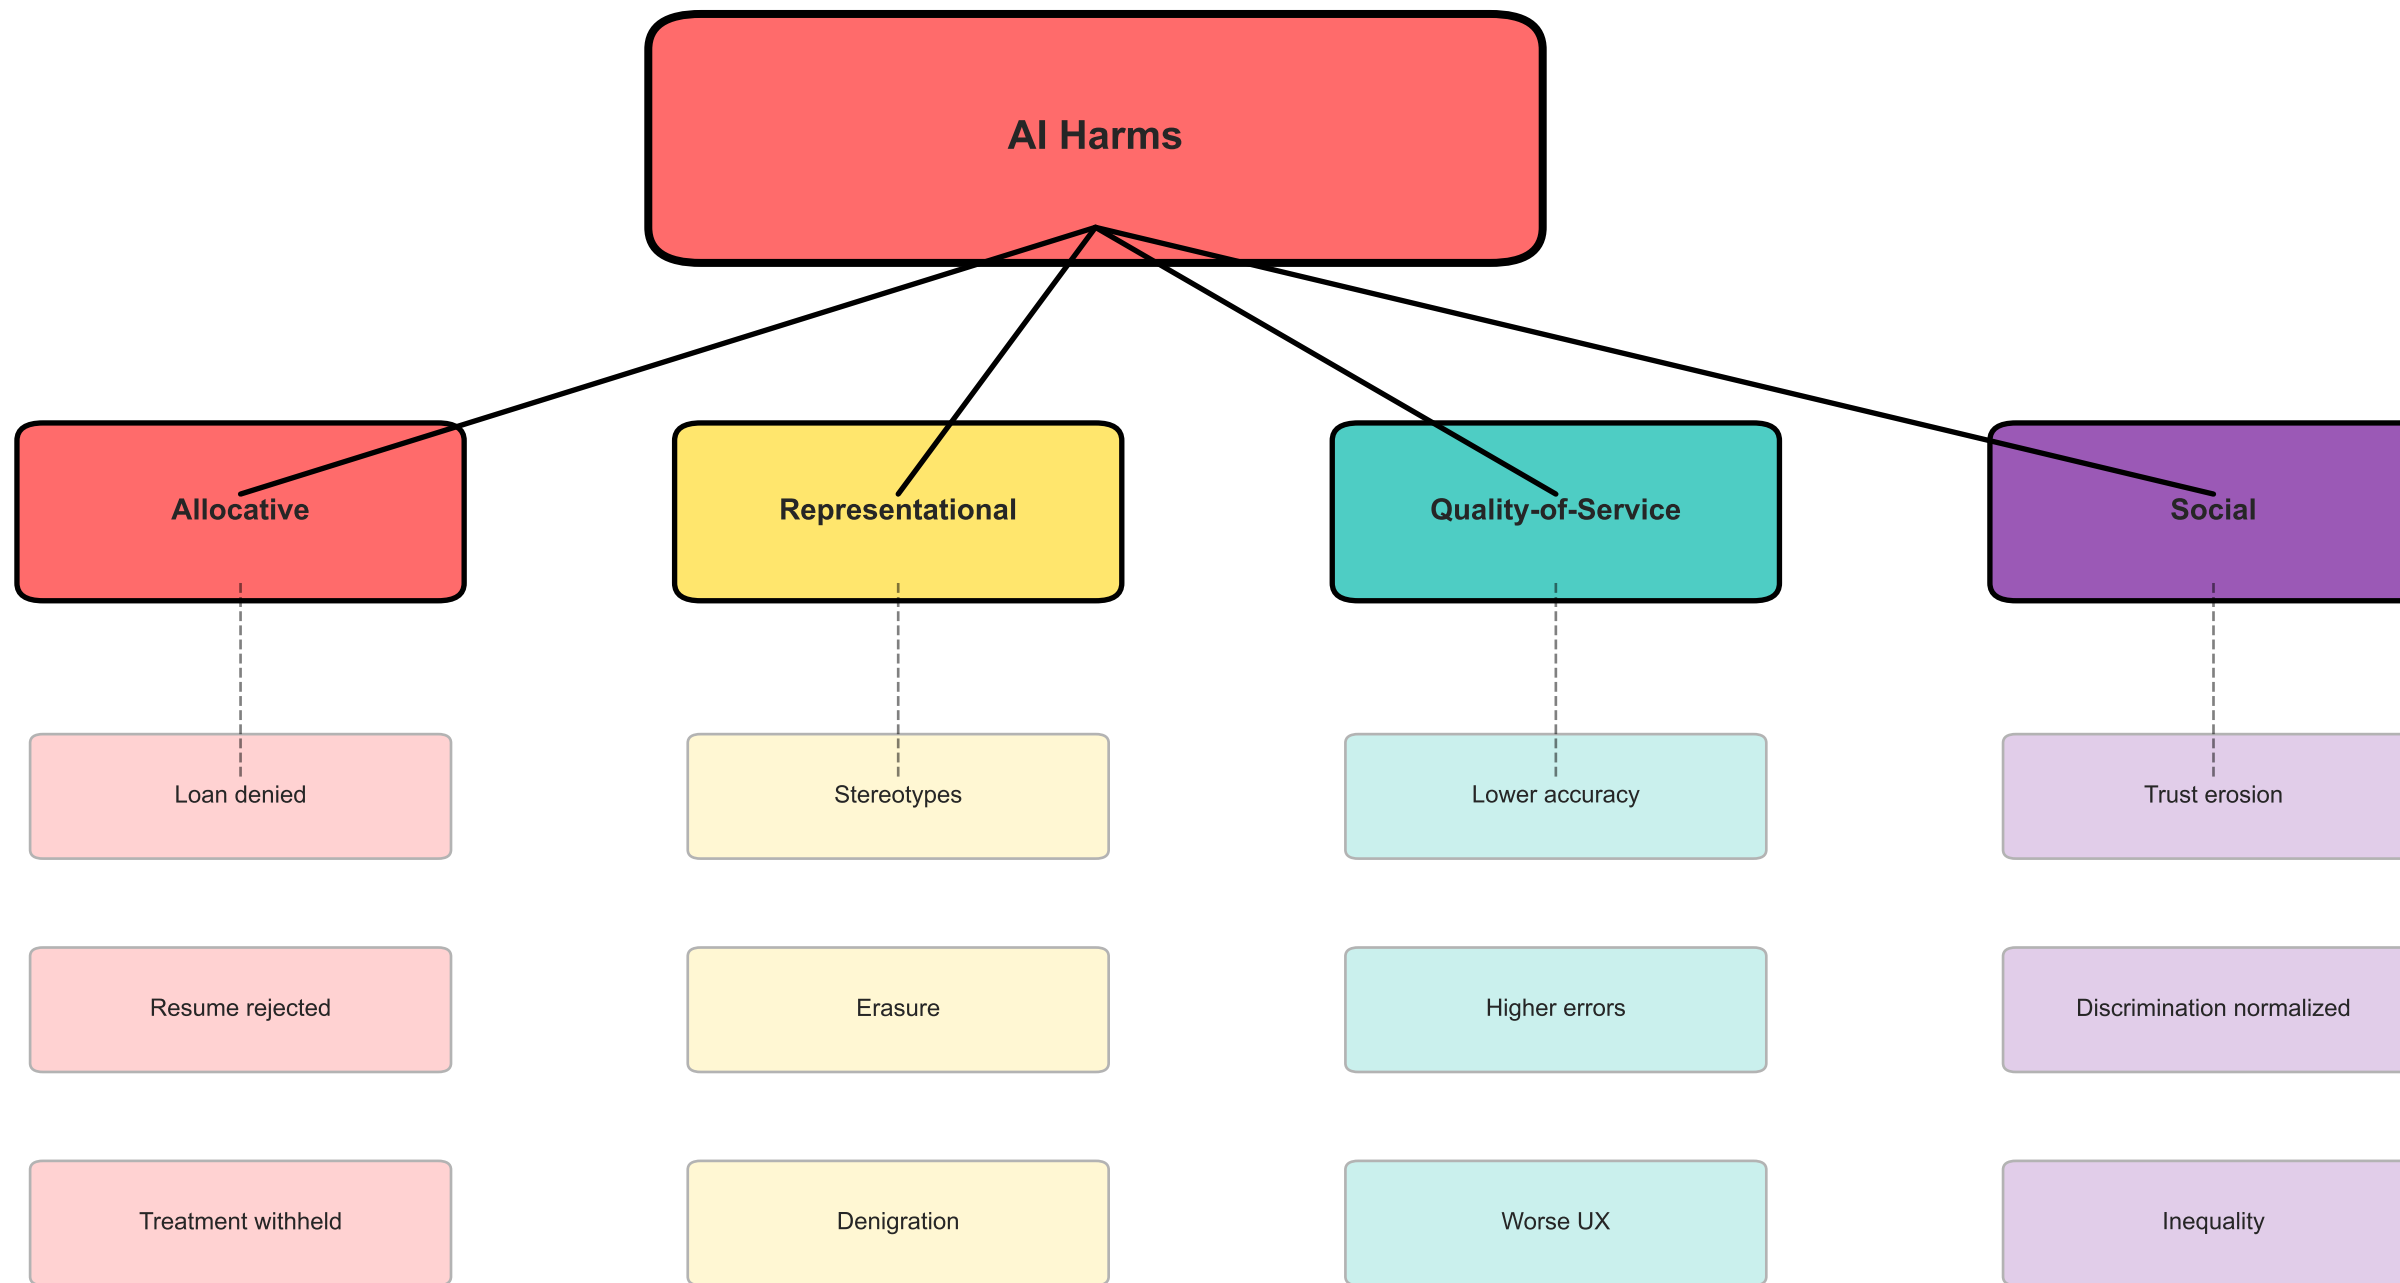 AI Harms
Allocative
Representational
Quality-of-Service
Social
Loan denied
Stereotypes
Lower accuracy
Trust erosion
Resume rejected
Erasure
Higher errors
Discrimination normalized
Treatment withheld
Denigration
Worse UX
Inequality